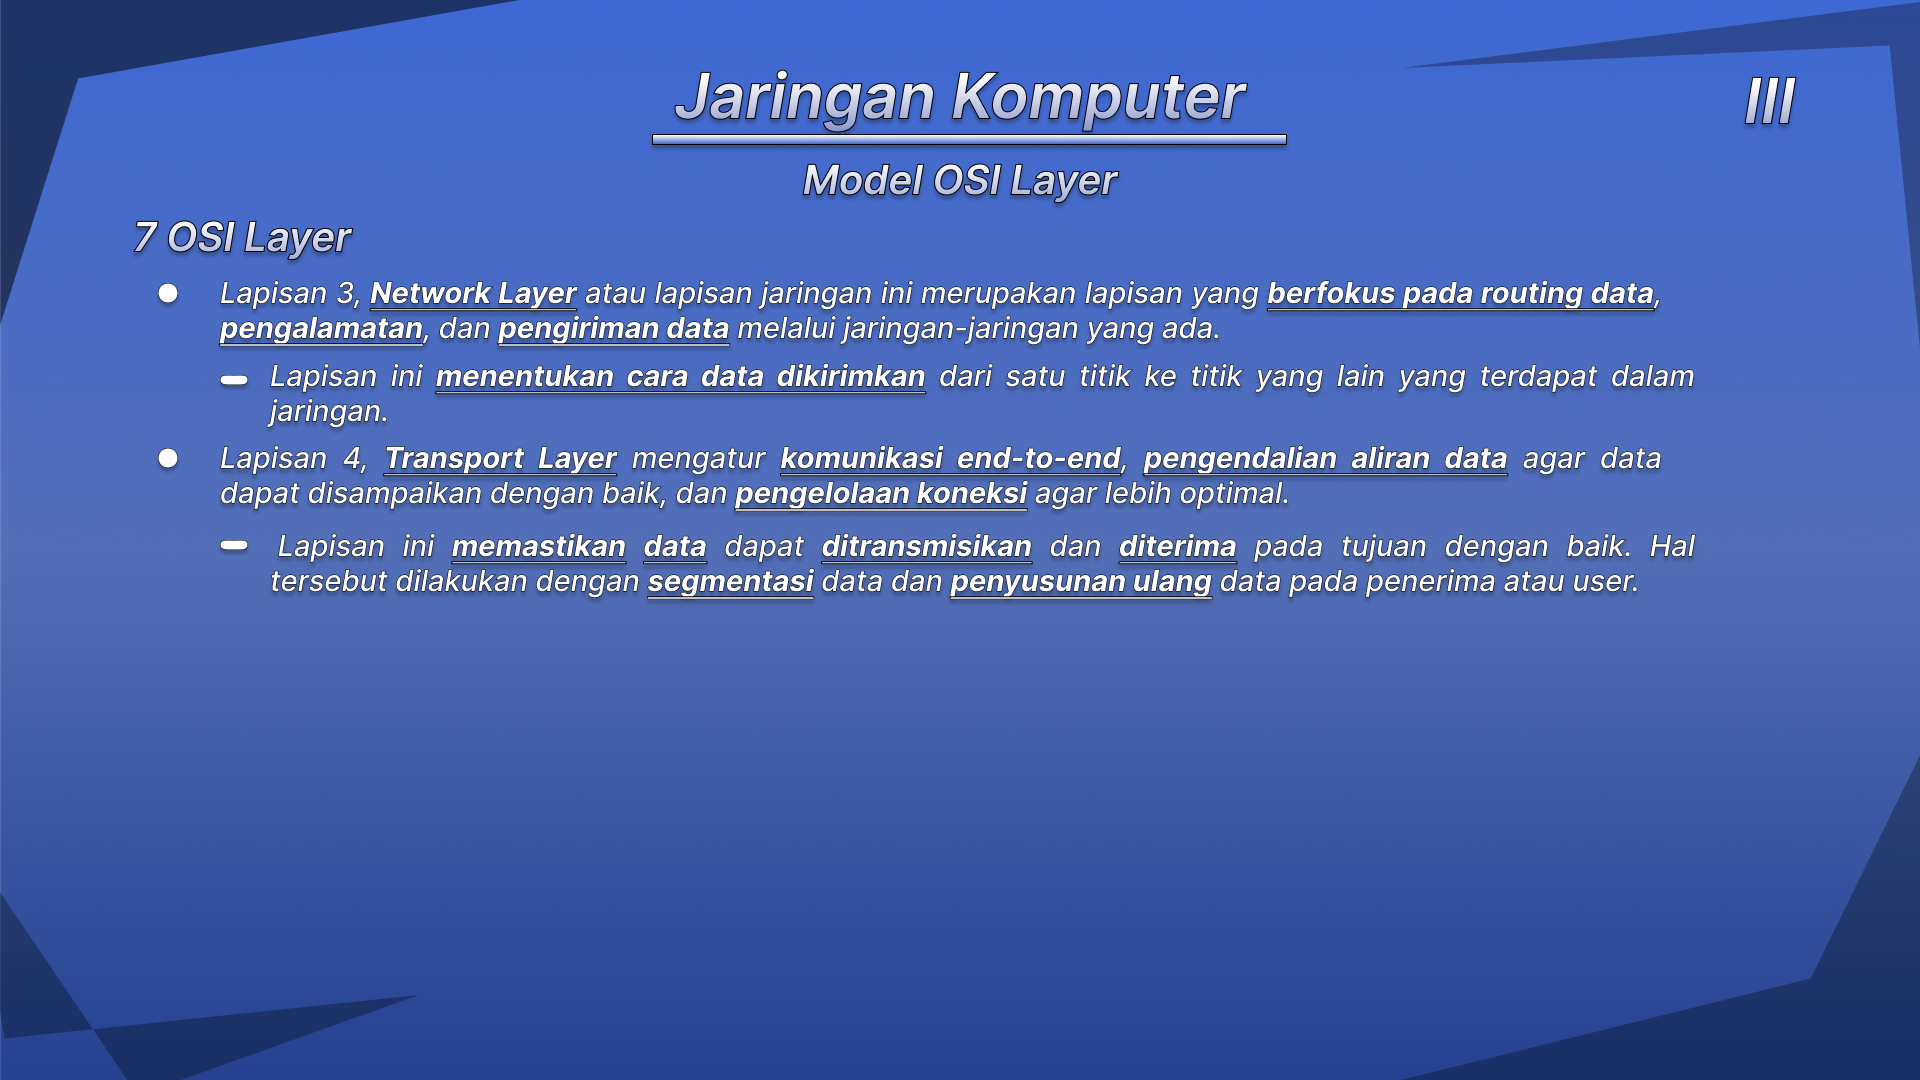 Jaringan Komputer
III
Model OSI Layer
7 OSI Layer
Lapisan 3, Network Layer atau lapisan jaringan ini merupakan lapisan yang berfokus pada routing data,
pengalamatan, dan pengiriman data melalui jaringan-jaringan yang ada.
Lapisan ini menentukan cara data dikirimkan dari satu titik ke titik yang lain yang terdapat dalam
jaringan.
Lapisan 4, Transport Layer mengatur komunikasi end-to-end, pengendalian aliran data agar data
dapat disampaikan dengan baik, dan pengelolaan koneksi agar lebih optimal.
Lapisan ini memastikan data dapat ditransmisikan dan diterima pada tujuan dengan baik. Hal
tersebut dilakukan dengan segmentasi data dan penyusunan ulang data pada penerima atau user.